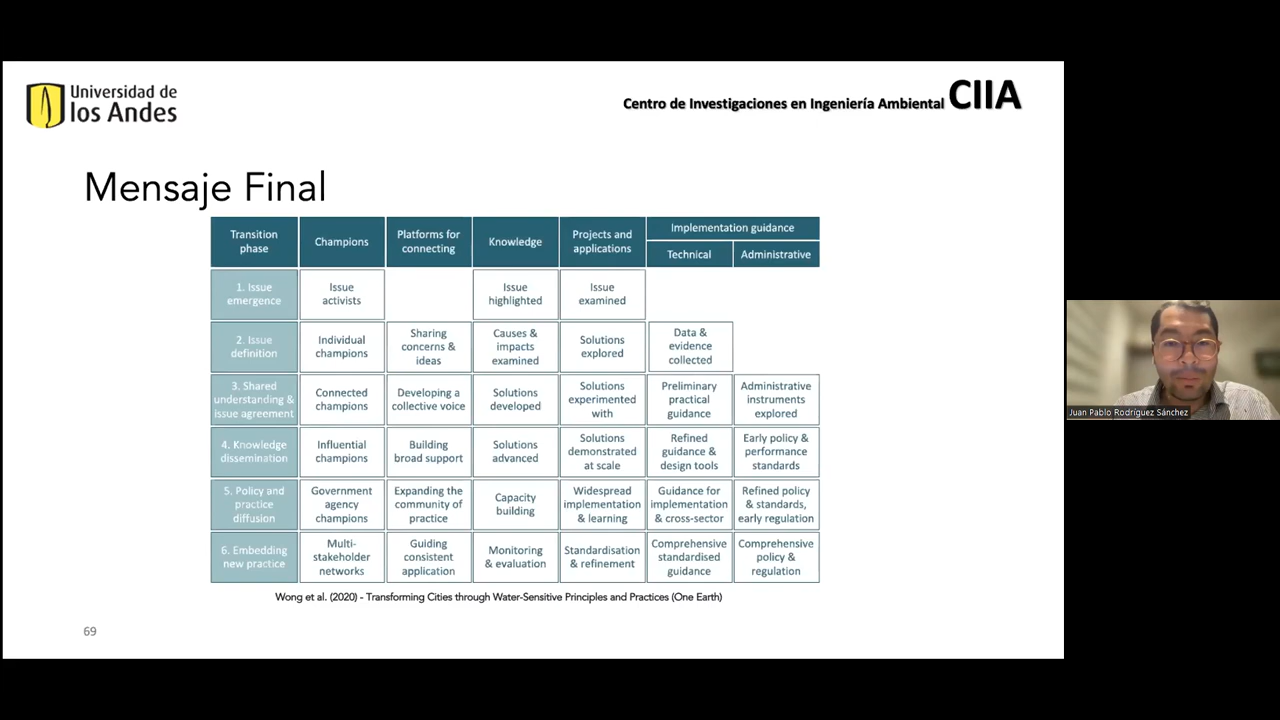 Universidad de
los Andes
Centro de Investigaciones en Ingeniería Ambiental CIIA
Mensaje Final
Transition
phase
Champions
Platforms for
connecting
Knowledge
Projects and
applications
Implementation guidance
Technical
Administrative
1. Issue
emergence
Issue
activists
Issue
highlighted
Issue
examined
2. Issue
definition
Individual
champions
Sharing
concerns &
ideas
Causes &
impacts
examined
Solutions
explored
Data &
evidence
collected
3. Shared
understanding &
issue agreement
Connected
champions
Developing a
collective voice
Solutions
developed
Solutions
experimented
with
Preliminary
practical
guidance
Administrative
instruments
explored
4. Knowledge
dissemination
Influential
champions
Building
broad support
Solutions
advanced
Solutions
demonstrated
at scale
Refined
guidance &
design tools
Early policy &
performance
standards
5. Policy and
practice
diffusion
Government
agency
champions
Expanding the
community of
practice
Capacity
building
Widespread
implementation
& learning
Guidance for
implementation
& cross-sector
Refined policy
& standards,
early regulation
6. Embedding
new practice
Multi-
stakeholder
networks
Guiding
consistent
application
Monitoring
& evaluation
Standardisation
& refinement
Comprehensive
standardised
guidance
Comprehensive
policy &
regulation
Wong et al. (2020) - Transforming Cities through Water-Sensitive Principles and Practices (One Earth)
69
Juan Pablo Rodríguez Sánchez